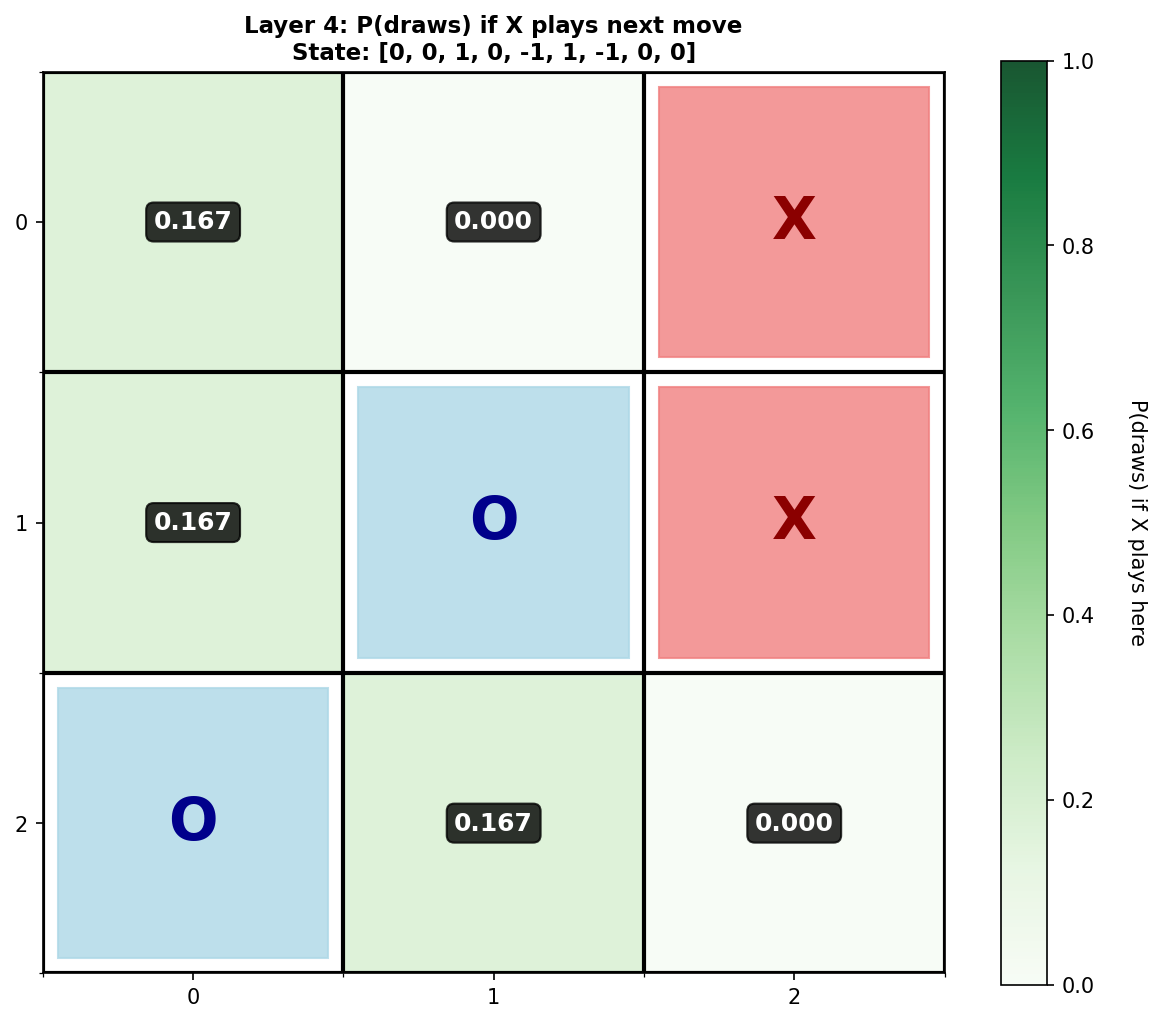 Layer 4: P(draws) if X plays next move
State: [0, 0, 1, 0, -1, 1, -1, 0, 0]
0
0.167
0.000
X
1
0.167
O
X
2
O
0.167
0.000
0
1
2
1.0
0.8
0.6
0.4
0.2
0.0
P(draws) if X plays here